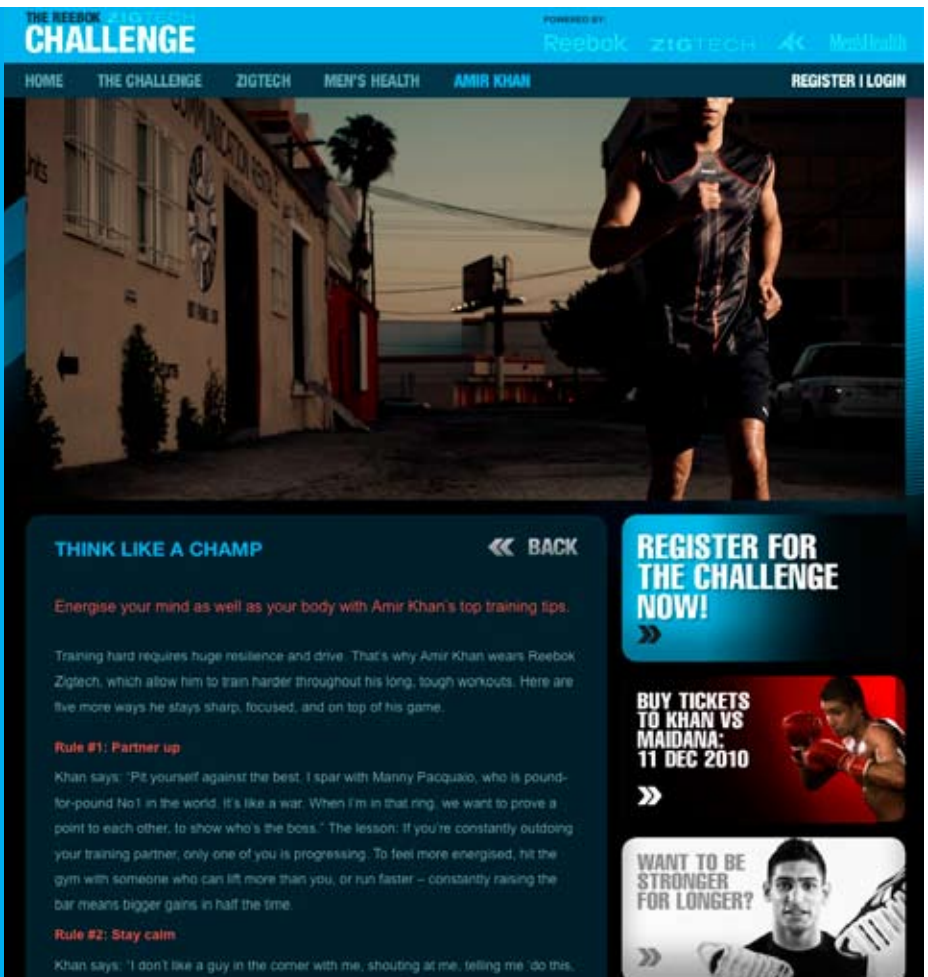 THE REEBOK ZIGTECH
CHALLENGE
POWERED BY:
Reebok ZIGTECH Men'sHealth
HOME THE CHALLENGE ZIGTECH MEN'S HEALTH AMIR KHAN REGISTER | LOGIN
THINK LIKE A CHAMP
BACK
Energise your mind as well as your body with Amir Khan's top training tips.
Training hard requires huge resilience and drive. That's why Amir Khan wears Reebok
Zigtech, which allow him to train harder throughout his long, tough workouts. Here are
five more ways he stays sharp, focused, and on top of his game.
Rule #1: Partner up
Khan says: "Pit yourself against the best. I spar with Manny Pacquaio, who is pound-
for-pound No1 in the world. It's like a war. When I'm in that ring, we want to prove a
point to each other, to show who's the boss." The lesson: If you're constantly outdoing
your training partner, only one of you is progressing. To feel more energised, hit the
gym with someone who can lift more than you, or run faster – constantly raising the
bar means bigger gains in half the time.
Rule #2: Stay calm
Khan says: "I don't like a guy in the corner with me, shouting at me, telling me 'do this,
REGISTER FOR
THE CHALLENGE
NOW!
BUY TICKETS
TO KHAN VS
MAIDANA:
11 DEC 2010
WANT TO BE
STRONGER
FOR LONGER?